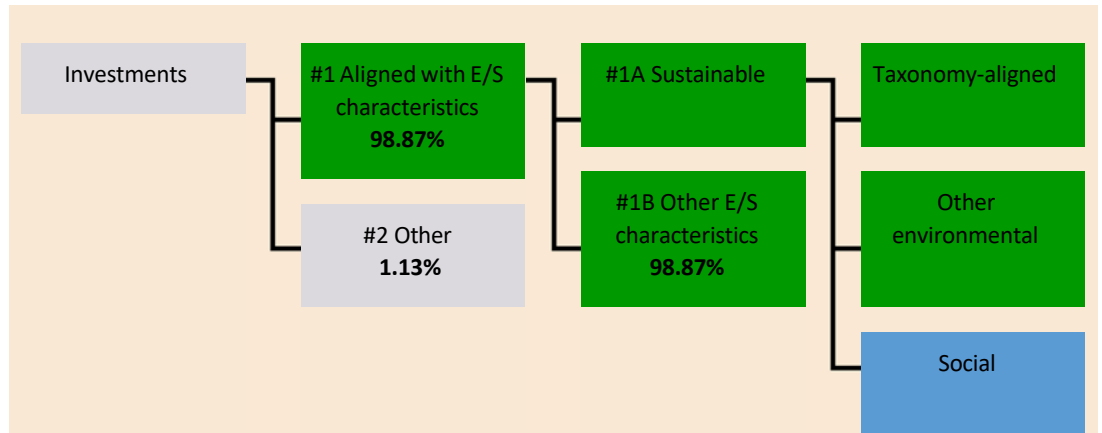 Investments
#1 Aligned with E/S
characteristics
98.87%
#2 Other
1.13%
#1A Sustainable
#1B Other E/S
characteristics
98.87%
Taxonomy-aligned
Other
environmental
Social